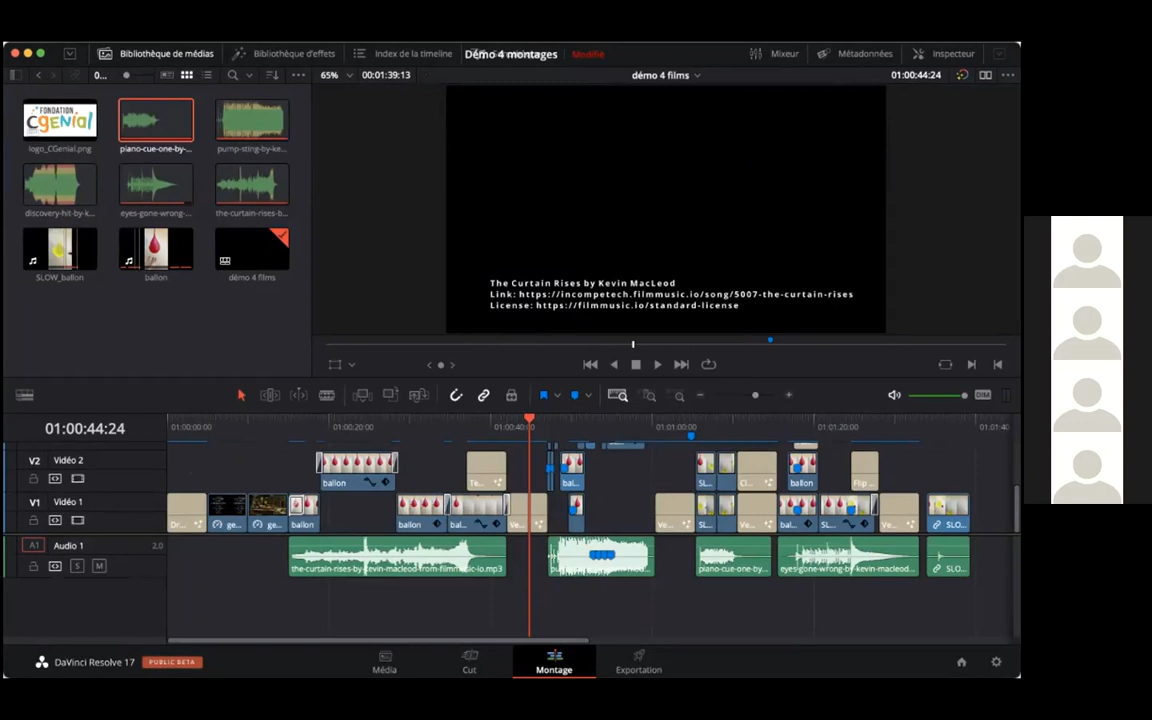 Bibliothèque de médias
Bibliothèque d'effets
Index de la timeline
Démo 4 montages
Modifié
Mixeur
Métadonnées
Inspecteur
0...
65%
00:01:39:13
démo 4 films
01:00:44:24
FONDATION
CGENIAL
logo_CGenial.png
piano-cue-one-by-...
pump-sting-by-ke...
discovery-hit-by-k...
eyes-gone-wrong-...
the-curtain-rises-b...
SLOW_ballon
ballon
démo 4 films
The Curtain Rises by Kevin MacLeod
Link: https://incompetech.filmmusic.io/song/5007-the-curtain-rises
License: https://filmmusic.io/standard-license
DIM
01:00:44:24
01:00:00:00
01:00:20:00
01:00:40:00
01:01:00:00
01:01:20:00
01:01:40
V2 Vidéo 2
ballon
Te...
bal...
SL...
Cl...
ballon
Flip ...
V1 Vidéo 1
Dr...
ge...
ge...
ballon
ballon
bal...
Ve...
Ve...
SL...
Ve...
bal...
SL...
Ve...
SLO...
A1 Audio 1 2.0
S M
the-curtain-rises-by-kevin-macleod-from-filmmusic-io.mp3
piano-cue-one-by-...
eyes-gone-wrong-by-kevin-macleod...
SLO...
DaVinci Resolve 17
PUBLIC BETA
Média
Cut
Montage
Exportation